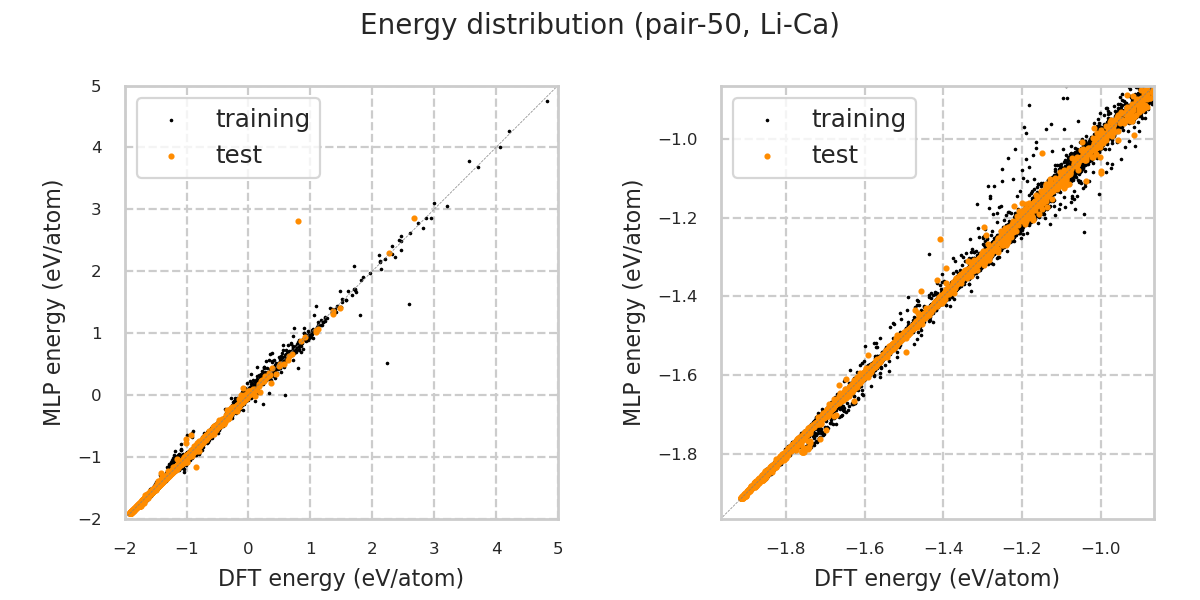 Energy distribution (pair-50, Li-Ca)
training
test
5
4
3
2
1
0
−1
−2
−2
−1
0
1
2
3
4
5
MLP energy (eV/atom)
DFT energy (eV/atom)
training
test
−1.0
−1.2
−1.4
−1.6
−1.8
−1.8
−1.6
−1.4
−1.2
−1.0
MLP energy (eV/atom)
DFT energy (eV/atom)